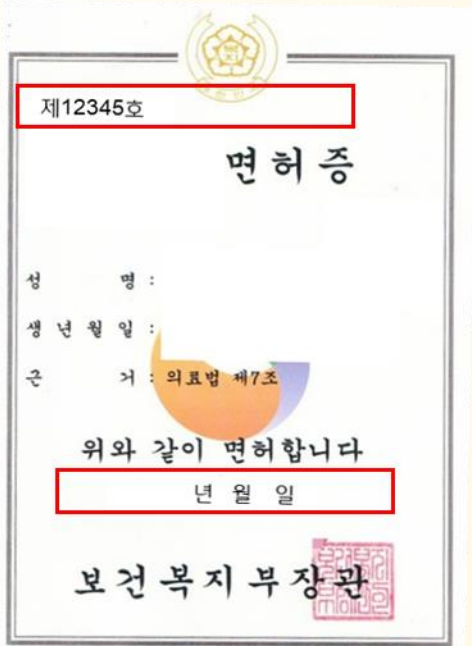 제12345호
면허증
성 명 :
생년월일 :
근 거 : 의료법 제7조
위와 같이 면허합니다
년 월 일
보건복지부장관